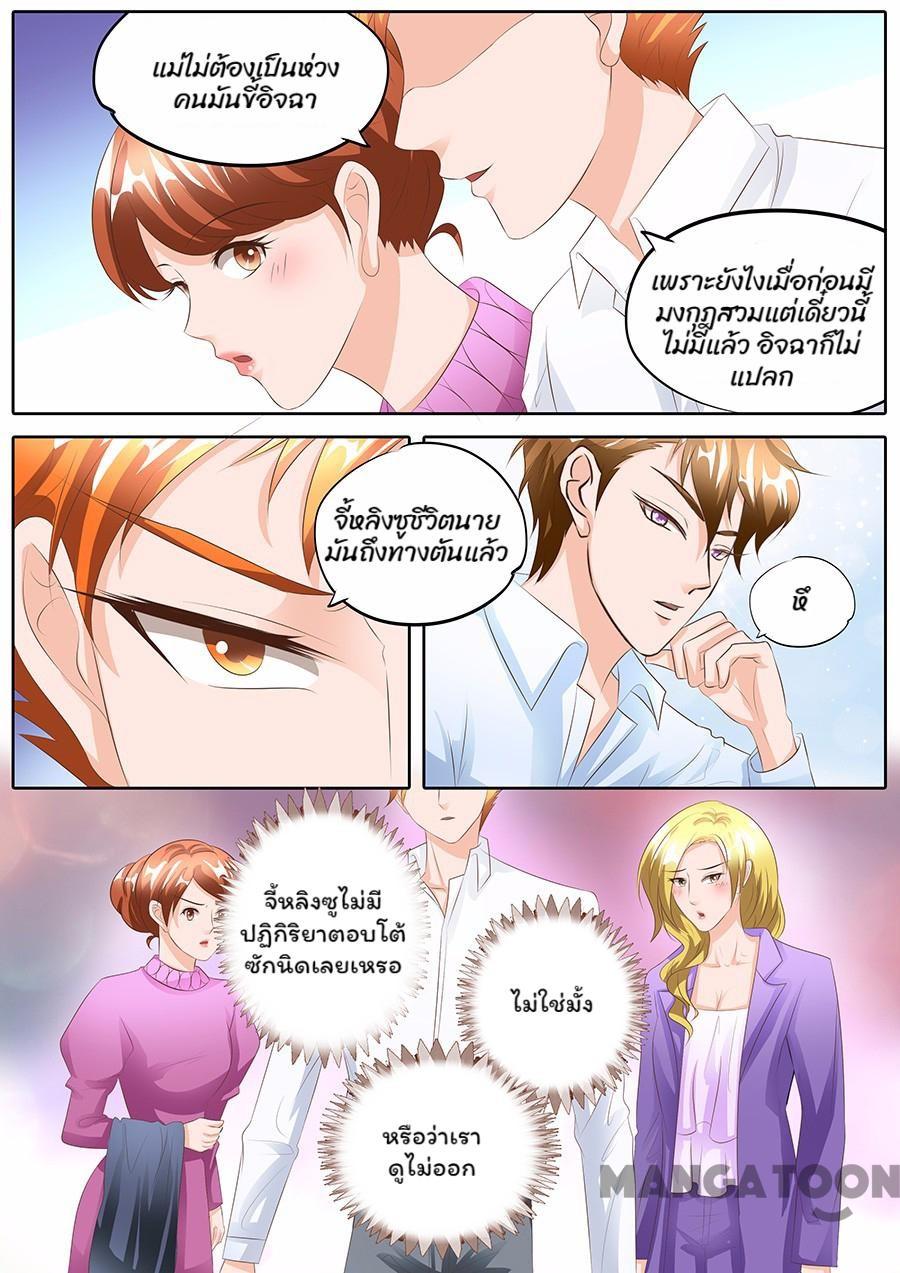 แม่ไม่ต้องเป็นห่วง
คนมันขี้อิจฉา
เพราะยังไงเมื่อก่อนมี
มงกุฎสวมแต่เดี๋ยวนี้
ไม่มีแล้ว อิจฉาก็ไม่
แปลก
จี้หลิงซูชีวิตนาย
มันถึงทางตันแล้ว
หึ
จี้หลิงซูไม่มี
ปฏิกิริยาตอบโต้
ซักนิดเลยเหรอ
ไม่ใช่มั้ง
หรือว่าเรา
ดูไม่ออก
MANGATOON